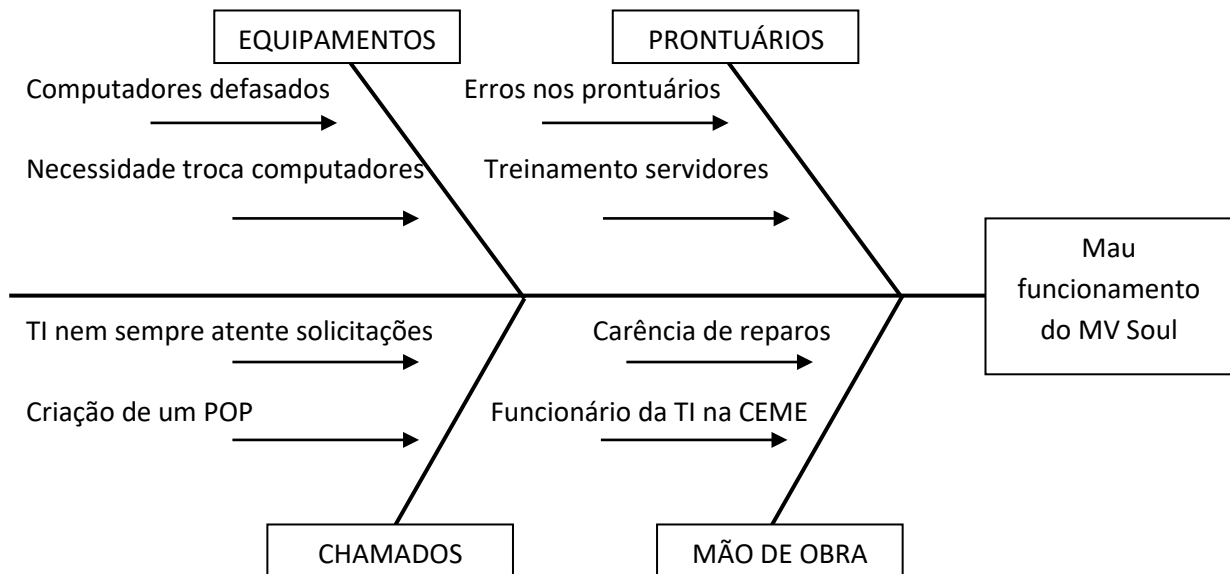 EQUIPAMENTOS
PRONTUÁRIOS
Computadores defasados
Erros nos prontuários
Necessidade troca computadores
Treinamento servidores
Mau
funcionamento
do MV Soul
TI nem sempre atente solicitações
Carência de reparos
Criação de um POP
Funcionário da TI na CEME
CHAMADOS
MÃO DE OBRA